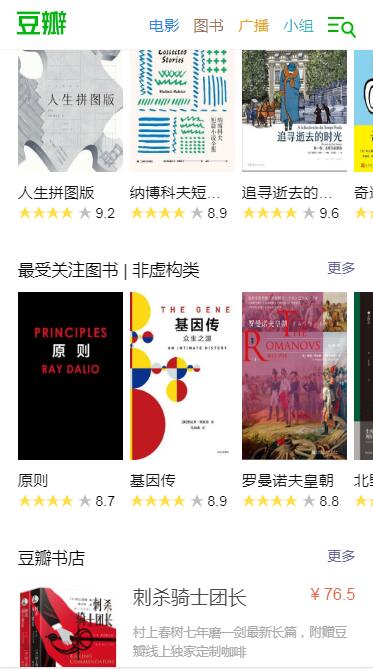 豆瓣
电影 图书 广播 小组
人生拼图版
Collected
Stories
Vladimir Nabokov
纳博科夫
短篇小说全集
追寻逝去的时光
人生拼图版
纳博科夫短...
追寻逝去的...
奇迹
9.2
8.9
9.6
最受关注图书 | 非虚构类
更多
PRINCIPLES
原 则
RAY DALIO
THE GENE
基因传
众生之源
AN INTIMATE HISTORY
罗曼诺夫皇朝
THE
ROMANOVS
原则
基因传
罗曼诺夫皇朝
北野
8.7
8.9
8.8
豆瓣书店
更多
刺杀
骑士团长
刺杀骑士团长
¥ 76.5
村上春树七年磨一剑最新长篇，附赠豆
瓣线上独家定制咖啡